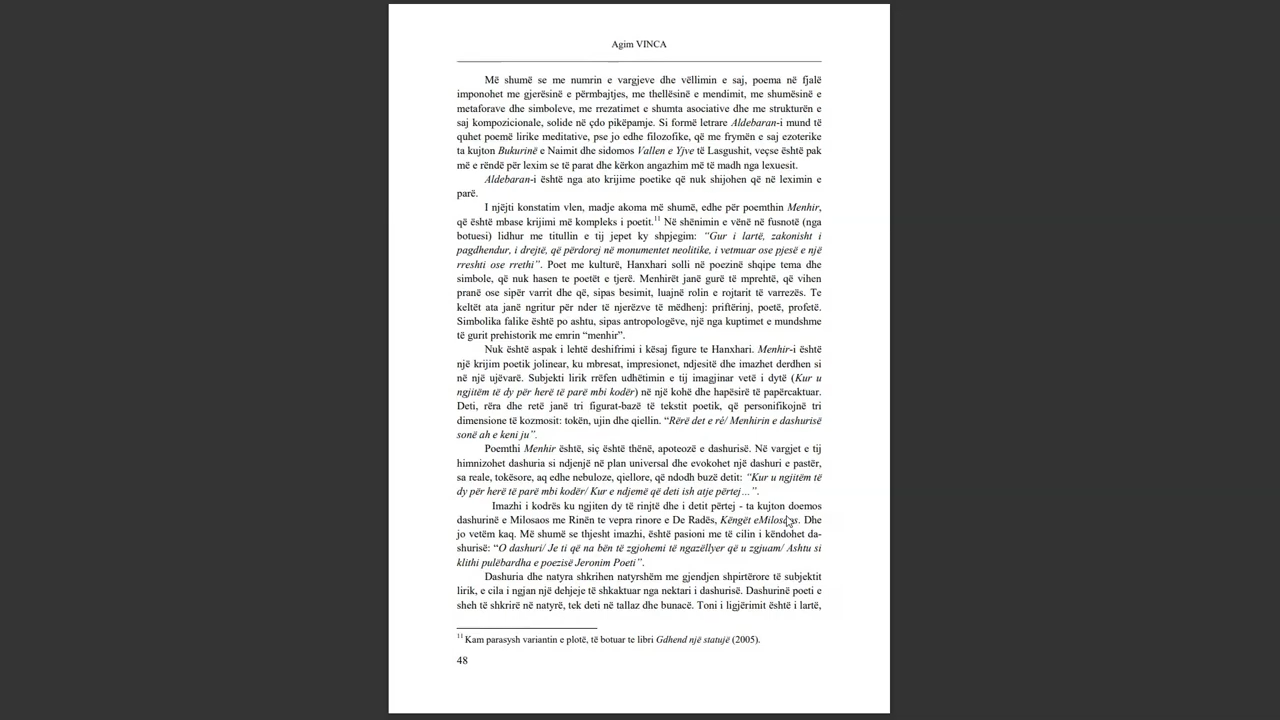 Agim VINCA
Më shumë se me numrin e vargjeve dhe vëllimin e saj, poema në fjalë
imponohet me gjerësinë e përmbajtjes, me thellësinë e mendimit, me shumësinë e
metaforave dhe simboleve, me rrezatimet e shumta asociative dhe me strukturën e
saj kompozicionale, solide në çdo pikëpamje. Si formë letrare Aldebaran-i mund të
quhet poemë lirike meditative, pse jo edhe filozofike, që me frymën e saj ezoterike
ta kujton Bukurinë e Naimit dhe sidomos Vallen e Yjve të Lasgushit, veçse është pak
më e rëndë për lexim se të parat dhe kërkon angazhim më të madh nga lexuesit.
Aldebaran-i është nga ato krijime poetike që nuk shijohen që në leximin e
parë.
I njëjti konstatim vlen, madje akoma më shumë, edhe për poemthin Menhir,
që është mbase krijimi më kompleks i poetit.11 Në shënimin e vënë në fusnotë (nga
botuesi) lidhur me titullin e tij jepet ky shpjegim: “Gur i lartë, zakonisht i
pagdhendur, i drejtë, që përdorej në monumentet neolitike, i vetmuar ose pjesë e një
rreshti ose rrethi”. Poet me kulturë, Hanxhari solli në poezinë shqipe tema dhe
simbole, që nuk hasen te poetët e tjerë. Menhirët janë gurë të mprehtë, që vihen
pranë ose sipër varrit dhe që, sipas besimit, luajnë rolin e rojtarit të varrezës. Te
keltët ata janë ngritur për nder të njerëzve të mëdhenj: priftërinj, poetë, profetë.
Simbolika falike është po ashtu, sipas antropologëve, një nga kuptimet e mundshme
të gurit prehistorik me emrin “menhir”.
Nuk është aspak i lehtë deshifrimi i kësaj figure te Hanxhari. Menhir-i është
një krijim poetik jolinear, ku mbresat, impresionet, ndjesitë dhe imazhet derdhen si
në një ujëvarë. Subjekti lirik rrëfen udhëtimin e tij imagjinar vetë i dytë (Kur u
ngjitëm të dy për herë të parë mbi kodër) në një kohë dhe hapësirë të papërcaktuar.
Deti, rëra dhe retë janë tri figurat-bazë të tekstit poetik, që personifikojnë tri
dimensione të kozmosit: tokën, ujin dhe qiellin. “Rërë det e ré/ Menhirin e dashurisë
sonë ah e keni ju”.
Poemthi Menhir është, siç është thënë, apoteozë e dashurisë. Në vargjet e tij
himnizohet dashuria si ndjenjë në plan universal dhe evokohet një dashuri e pastër,
sa reale, tokësore, aq edhe nebuloze, qiellore, që ndodh buzë detit: “Kur u ngjitëm të
dy për herë të parë mbi kodër/ Kur e ndjemë që deti ish atje përtej…”.
Imazhi i kodrës ku ngjiten dy të rinjtë dhe i detit përtej - ta kujton doemos
dashurinë e Milosaos me Rinën te vepra rinore e De Radës, Këngët eMilosaos. Dhe
jo vetëm kaq. Më shumë se thjesht imazhi, është pasioni me të cilin i këndohet da-
shurisë: “O dashuri/ Je ti që na bën të zgjohemi të ngazëllyer që u zgjuam/ Ashtu si
klithi pulëbardha e poezisë Jeronim Poeti”.
Dashuria dhe natyra shkrihen natyrshëm me gjendjen shpirtërore të subjektit
lirik, e cila i ngjan një dehjeje të shkaktuar nga nektari i dashurisë. Dashurinë poeti e
sheh të shkrirë në natyrë, tek deti në tallaz dhe bunacë. Toni i ligjërimit është i lartë,
11 Kam parasysh variantin e plotë, të botuar te libri Gdhend një statujë (2005).
48